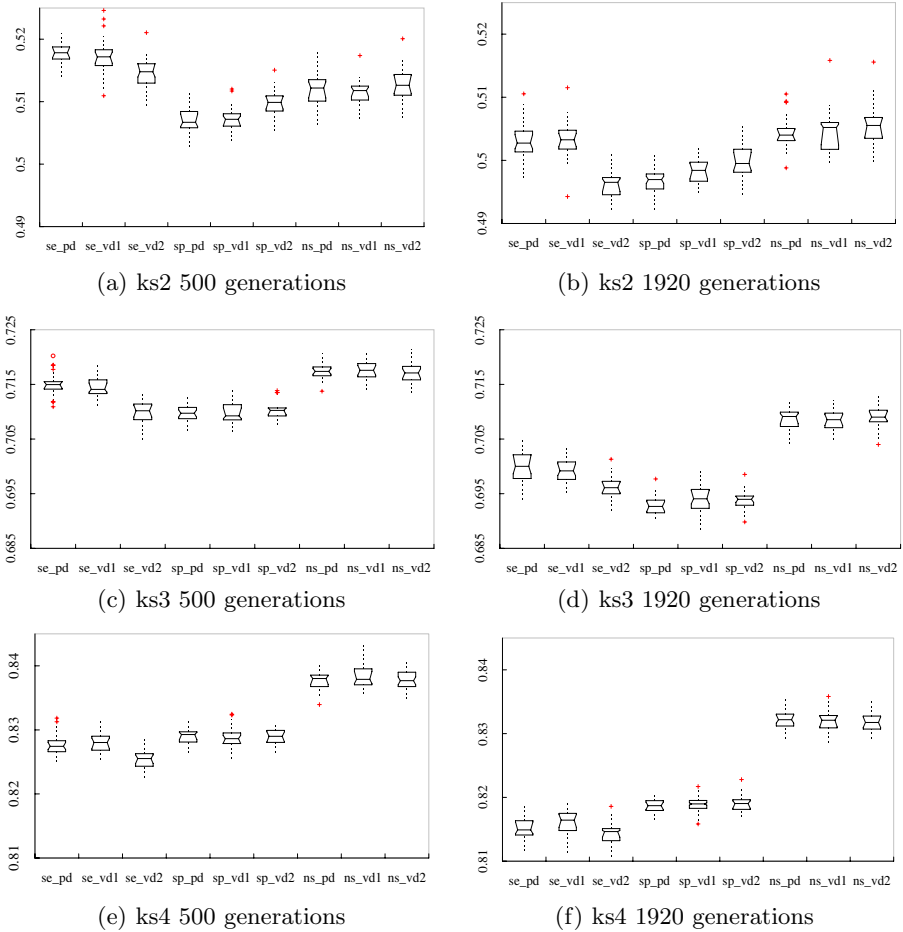 0.52
0.51
0.5
0.49
se_pd se_vd1 se_vd2 sp_pd sp_vd1 sp_vd2 ns_pd ns_vd1 ns_vd2
(a) ks2 500 generations
0.52
0.51
0.5
0.49
se_pd se_vd1 se_vd2 sp_pd sp_vd1 sp_vd2 ns_pd ns_vd1 ns_vd2
(b) ks2 1920 generations
0.725
0.715
0.705
0.695
0.685
se_pd se_vd1 se_vd2 sp_pd sp_vd1 sp_vd2 ns_pd ns_vd1 ns_vd2
(c) ks3 500 generations
0.725
0.715
0.705
0.695
0.685
se_pd se_vd1 se_vd2 sp_pd sp_vd1 sp_vd2 ns_pd ns_vd1 ns_vd2
(d) ks3 1920 generations
0.84
0.83
0.82
0.81
se_pd se_vd1 se_vd2 sp_pd sp_vd1 sp_vd2 ns_pd ns_vd1 ns_vd2
(e) ks4 500 generations
0.84
0.83
0.82
0.81
se_pd se_vd1 se_vd2 sp_pd sp_vd1 sp_vd2 ns_pd ns_vd1 ns_vd2
(f) ks4 1920 generations